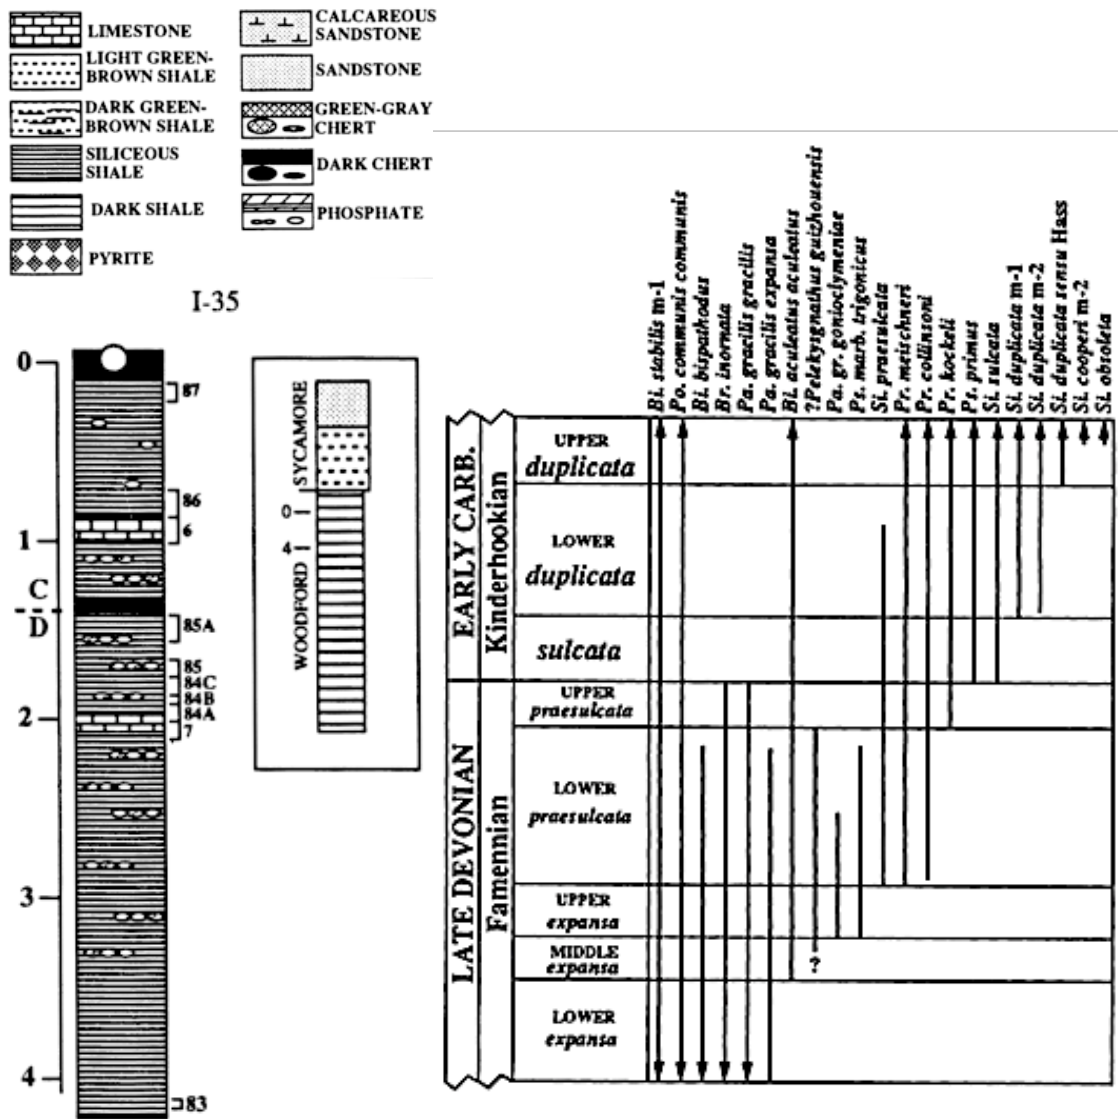 LIMESTONE
LIGHT GREEN-
BROWN SHALE
DARK GREEN-
BROWN SHALE
SILICEOUS
SHALE
DARK SHALE
PYRITE
CALCAREOUS
SANDSTONE
SANDSTONE
GREEN-GRAY
CHERT
DARK CHERT
PHOSPHATE
I-35
0
1
C
D
2
3
4
87
86
6
85A
85
84C
84B
84A
7
83
SYCAMORE
WOODFORD
0
4
Bi. stabilis m-1
Po. communis communis
Bi. bispathodus
Br. inornata
Pa. gracilis gracilis
Pa. gracilis expansa
Bi. aculeatus aculeatus
?Pelekysgnathus guizhouensis
Pa. gr. gonioclymeniae
Ps. marb. trigonicus
Si. praesulcata
Pr. meischneri
Pr. collinsoni
Pr. kockeli
Ps. primus
Si. sulcata
Si. duplicata m-1
Si. duplicata m-2
Si. duplicata sensu Hass
Si. cooperi m-2
Si. obsoleta
EARLY CARB.
Kinderhookian
UPPER
duplicata
LOWER
duplicata
sulcata
LATE DEVONIAN
Famennian
UPPER
praesulcata
LOWER
praesulcata
UPPER
expansa
MIDDLE
expansa
LOWER
expansa
?